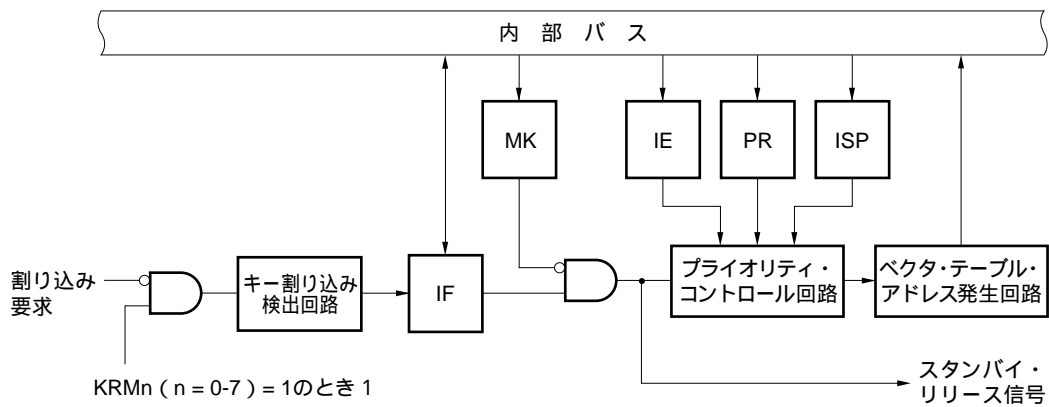 内 部 バ ス
MK
IE
PR
ISP
割り込み
要求
キー割り込み
検出回路
IF
プライオリティ・
コントロール回路
ベクタ・テーブル・
アドレス発生回路
KRMn（n = 0-7）= 1のとき 1
スタンバイ・
リリース信号